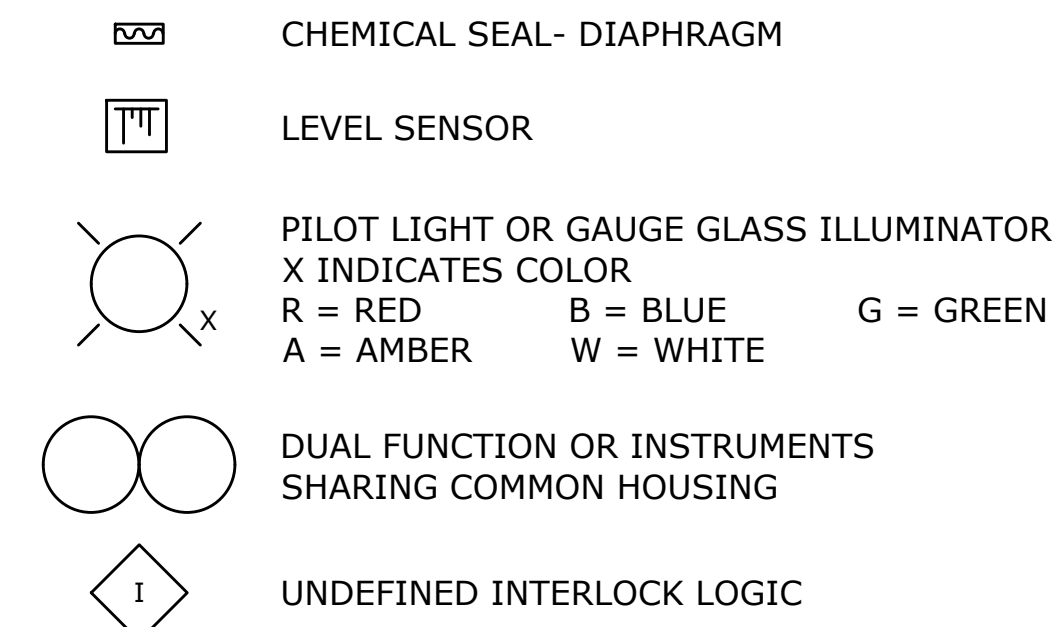 CHEMICAL SEAL- DIAPHRAGM
LEVEL SENSOR
PILOT LIGHT OR GAUGE GLASS ILLUMINATOR
X INDICATES COLOR
X
R = RED B = BLUE G = GREEN
A = AMBER W = WHITE
DUAL FUNCTION OR INSTRUMENTS
SHARING COMMON HOUSING
I UNDEFINED INTERLOCK LOGIC